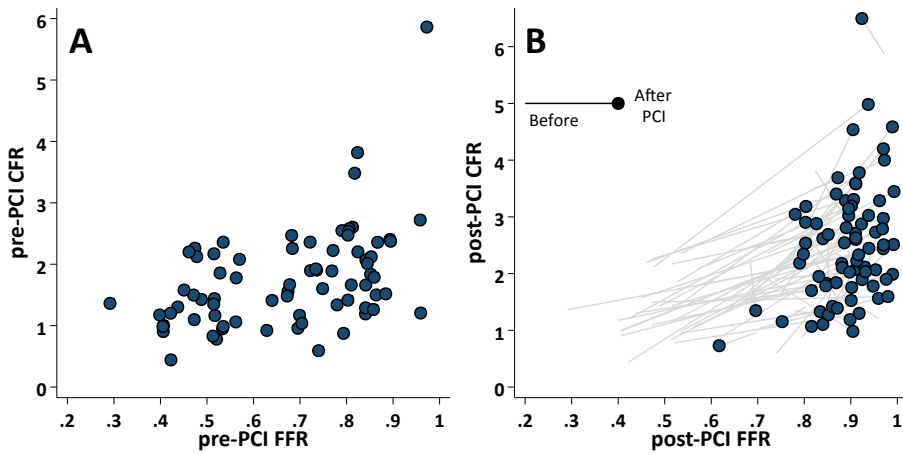 A
6
5
4
3
2
1
0
pre-PCI CFR
.2 .3 .4 .5 .6 .7 .8 .9 1
pre-PCI FFR
B
6
5
4
3
2
1
0
post-PCI CFR
After
Before PCI
.2 .3 .4 .5 .6 .7 .8 .9 1
post-PCI FFR